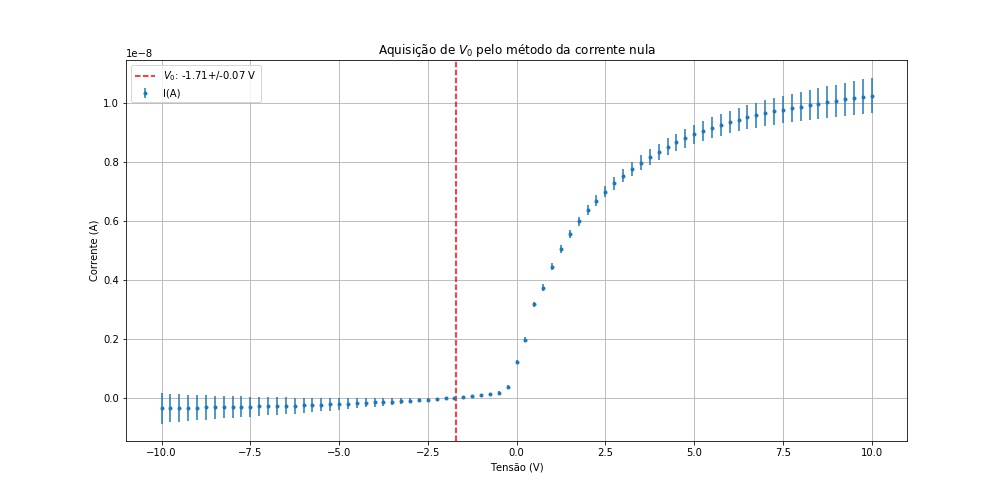 Aquisição de V₀ pelo método da corrente nula
1e−8
V₀: -1.71+/-0.07 V
I(A)
1.0
0.8
0.6
0.4
0.2
0.0
Corrente (A)
−10.0 −7.5 −5.0 −2.5 0.0 2.5 5.0 7.5 10.0
Tensão (V)